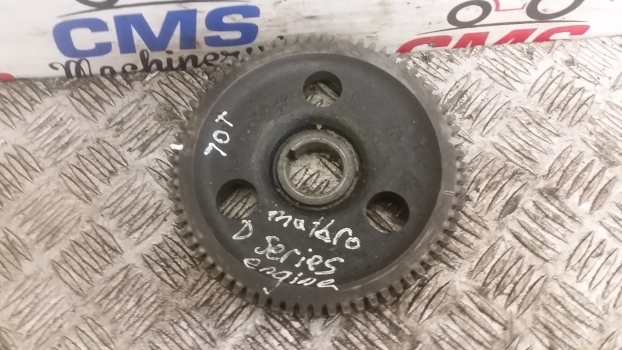 CMS
Machinery
CMS
70T
matbro
D Series
engine